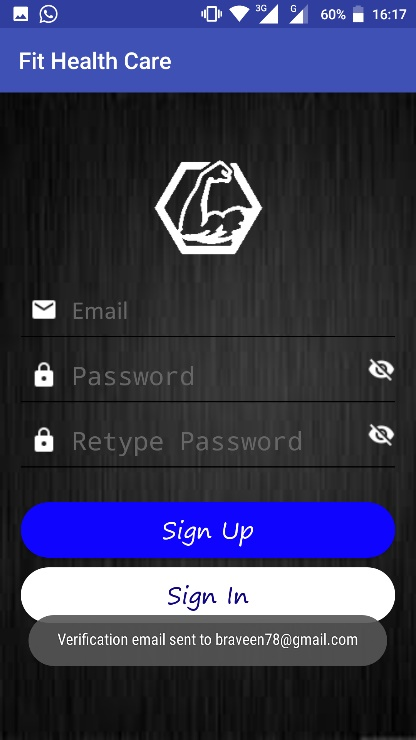 3G G 60% 16:17
Fit Health Care
Email
Password
Retype Password
Sign Up
Sign In
Verification email sent to braveen78@gmail.com